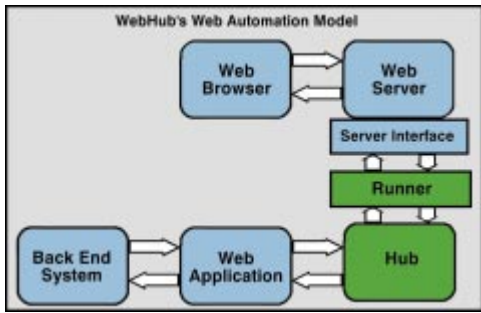 WebHub's Web Automation Model
Web
Browser
Web
Server
Server Interface
Runner
Back End
System
Web
Application
Hub